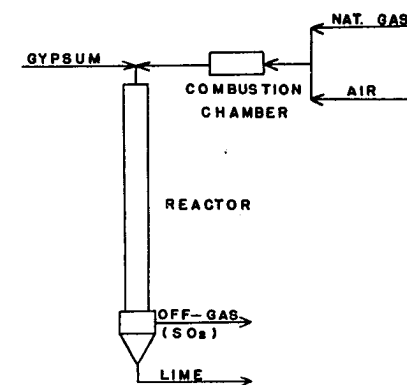 NAT. GAS
GYPSUM
COMBUSTION
CHAMBER
AIR
REACTOR
OFF-GAS
(SO₂)
LIME